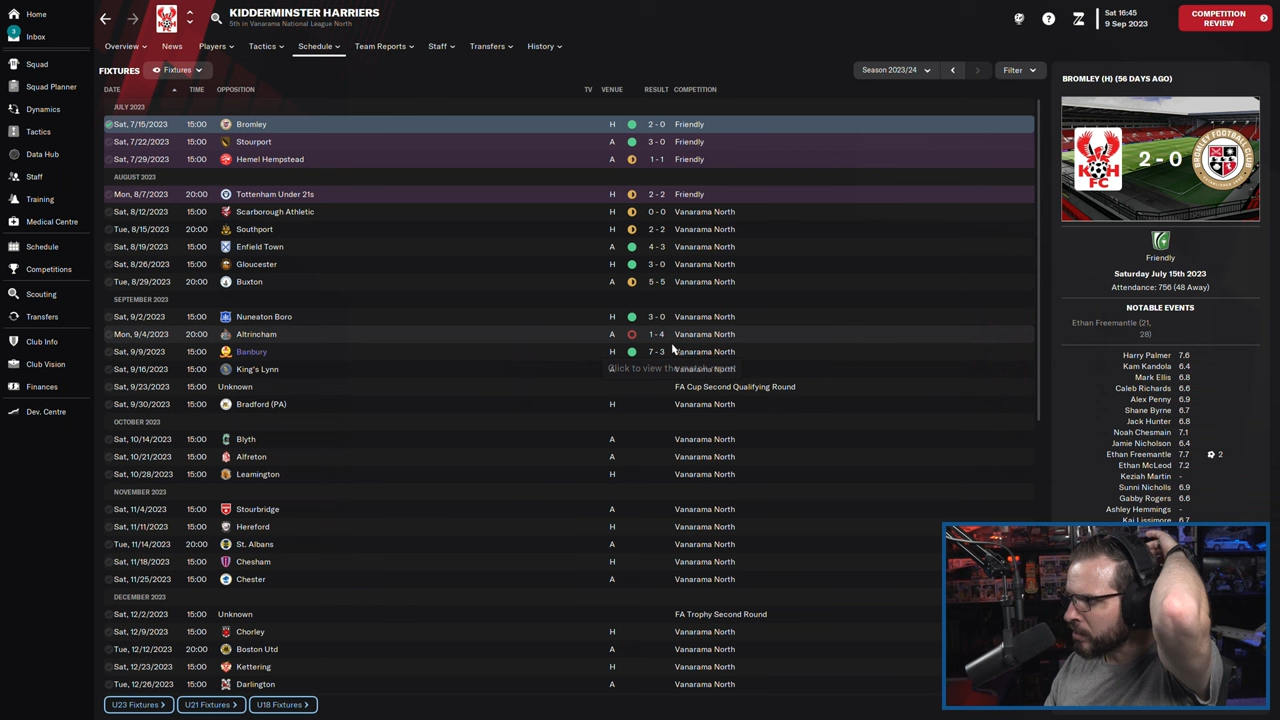 Home
3
Inbox
Squad
Squad Planner
Dynamics
Tactics
Data Hub
Staff
Training
Medical Centre
Schedule
Competitions
Scouting
Transfers
Club Info
Club Vision
Finances
Dev. Centre
KIDDERMINSTER HARRIERS
5th in Vanarama National League North
Sat 16:45
9 Sep 2023
COMPETITION REVIEW
Overview News Players Tactics Schedule Team Reports Staff Transfers History
FIXTURES Fixtures Season 2023/24 Filter
DATE TIME OPPOSITION TV VENUE RESULT COMPETITION
JULY 2023
Sat, 7/15/2023 15:00 Bromley H 2 - 0 Friendly
Sat, 7/22/2023 15:00 Stourport A 3 - 0 Friendly
Sat, 7/29/2023 15:00 Hemel Hempstead A 1 - 1 Friendly
AUGUST 2023
Mon, 8/7/2023 20:00 Tottenham Under 21s H 2 - 2 Friendly
Sat, 8/12/2023 15:00 Scarborough Athletic H 0 - 0 Vanarama North
Tue, 8/15/2023 20:00 Southport H 2 - 2 Vanarama North
Sat, 8/19/2023 15:00 Enfield Town A 4 - 3 Vanarama North
Sat, 8/26/2023 15:00 Gloucester H 3 - 0 Vanarama North
Tue, 8/29/2023 20:00 Buxton A 5 - 5 Vanarama North
SEPTEMBER 2023
Sat, 9/2/2023 15:00 Nuneaton Boro H 3 - 0 Vanarama North
Mon, 9/4/2023 20:00 Altrincham A 1 - 4 Vanarama North
Sat, 9/9/2023 15:00 Banbury H 7 - 3 Vanarama North
Sat, 9/16/2023 15:00 King's Lynn A Vanarama North
Click to view the match report
Sat, 9/23/2023 15:00 Unknown FA Cup Second Qualifying Round
Sat, 9/30/2023 15:00 Bradford (PA) H Vanarama North
OCTOBER 2023
Sat, 10/14/2023 15:00 Blyth A Vanarama North
Sat, 10/21/2023 15:00 Alfreton A Vanarama North
Sat, 10/28/2023 15:00 Leamington H Vanarama North
NOVEMBER 2023
Sat, 11/4/2023 15:00 Stourbridge A Vanarama North
Sat, 11/11/2023 15:00 Hereford H Vanarama North
Tue, 11/14/2023 20:00 St. Albans A Vanarama North
Sat, 11/18/2023 15:00 Chesham H Vanarama North
Sat, 11/25/2023 15:00 Chester A Vanarama North
DECEMBER 2023
Sat, 12/2/2023 15:00 Unknown FA Trophy Second Round
Sat, 12/9/2023 15:00 Chorley H Vanarama North
Tue, 12/12/2023 20:00 Boston Utd A Vanarama North
Sat, 12/23/2023 15:00 Kettering H Vanarama North
Tue, 12/26/2023 15:00 Darlington A Vanarama North
U23 Fixtures U21 Fixtures U18 Fixtures
BROMLEY (H) (56 DAYS AGO)
KH FC 2 - 0 BROMLEY FOOTBALL CLUB
Friendly
Saturday July 15th 2023
Attendance: 756 (48 Away)
NOTABLE EVENTS
Ethan Freemantle (21,
28)
Harry Palmer 7.6
Kam Kandola 6.4
Mark Ellis 6.8
Caleb Richards 6.6
Alex Penny 6.9
Shane Byrne 6.7
Jack Hunter 6.8
Noah Chesmain 7.1
Jamie Nicholson 6.4
Ethan Freemantle 7.7 2
Ethan McLeod 7.2
Keziah Martin -
Sunni Nicholls 6.9
Gabby Rogers 6.6
Ashley Hemmings -
Kai Lissimore 6.7